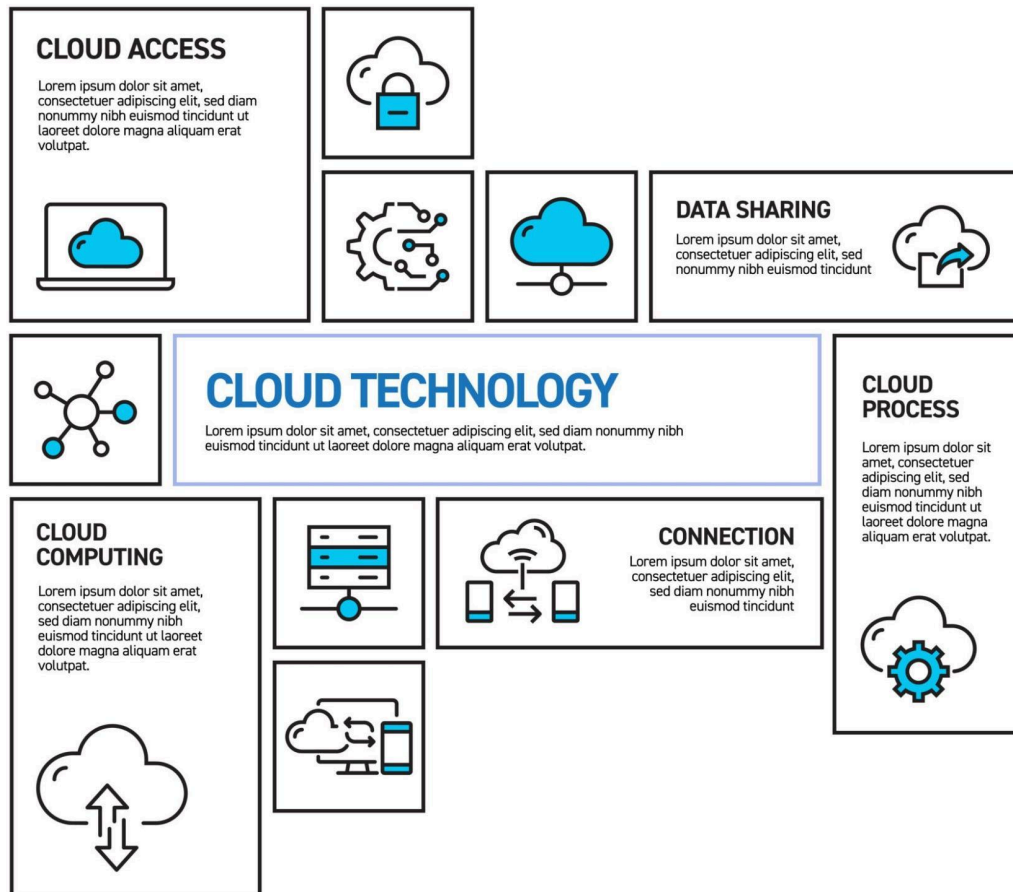 CLOUD ACCESS
Lorem ipsum dolor sit amet,
consectetuer adipiscing elit, sed diam
nonummy nibh euismod tincidunt ut
laoreet dolore magna aliquam erat
volutpat.
DATA SHARING
Lorem ipsum dolor sit amet,
consectetuer adipiscing elit, sed
nonummy nibh euismod tincidunt
CLOUD TECHNOLOGY
Lorem ipsum dolor sit amet, consectetuer adipiscing elit, sed diam nonummy nibh
euismod tincidunt ut laoreet dolore magna aliquam erat volutpat.
CLOUD
PROCESS
Lorem ipsum dolor sit
amet, consectetuer
adipiscing elit, sed
diam nonummy nibh
euismod tincidunt ut
laoreet dolore magna
aliquam erat volutpat.
CLOUD
COMPUTING
Lorem ipsum dolor sit amet,
consectetuer adipiscing elit,
sed diam nonummy nibh
euismod tincidunt ut laoreet
dolore magna aliquam erat
volutpat.
CONNECTION
Lorem ipsum dolor sit amet,
consectetuer adipiscing elit,
sed diam nonummy nibh
euismod tincidunt